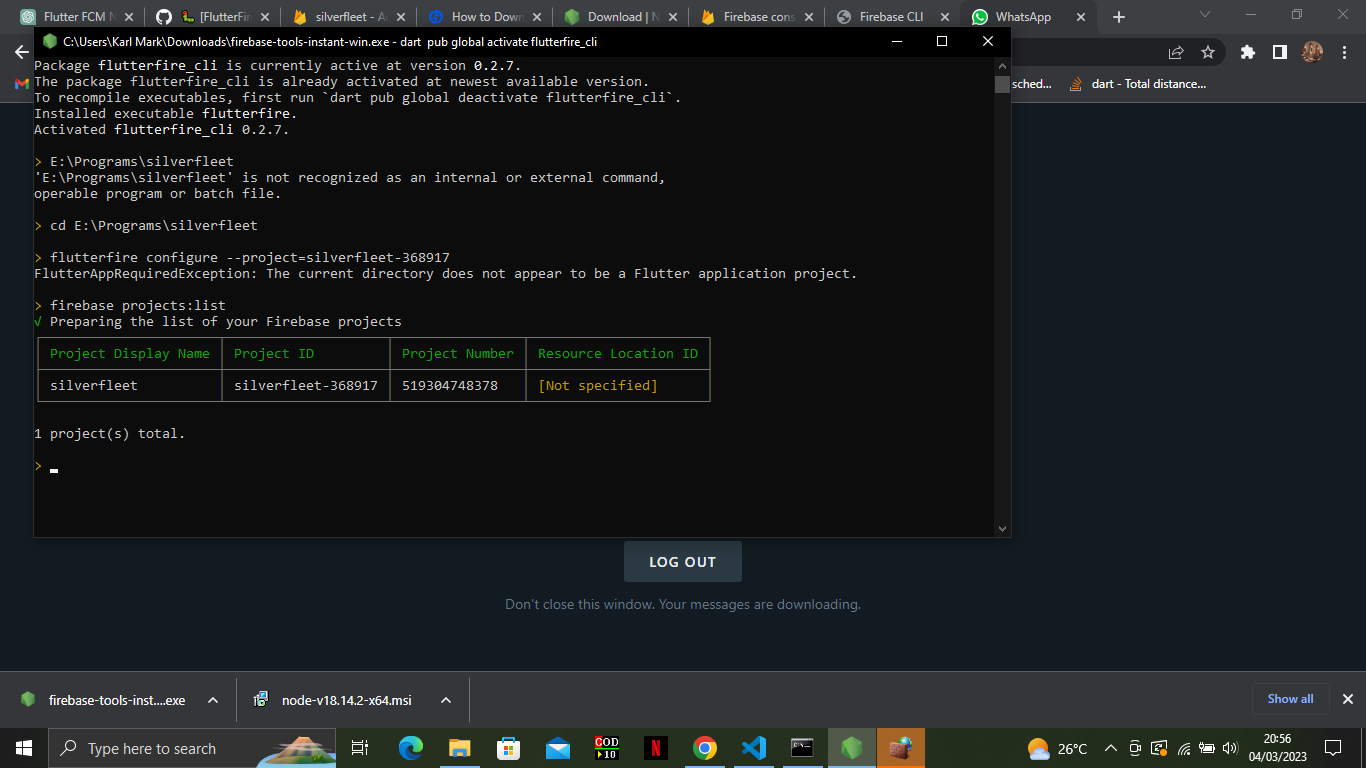 Flutter FCM N
[FlutterFir
silverfleet - A
How to Down
Download | N
Firebase cons
Firebase CLI
WhatsApp
C:\Users\Karl Mark\Downloads\firebase-tools-instant-win.exe - dart  pub global activate flutterfire_cli
sched...
dart - Total distance...
Package flutterfire_cli is currently active at version 0.2.7.
The package flutterfire_cli is already activated at newest available version.
To recompile executables, first run `dart pub global deactivate flutterfire_cli`.
Installed executable flutterfire.
Activated flutterfire_cli 0.2.7.
> E:\Programs\silverfleet
'E:\Programs\silverfleet' is not recognized as an internal or external command,
operable program or batch file.
> cd E:\Programs\silverfleet
> flutterfire configure --project=silverfleet-368917
FlutterAppRequiredException: The current directory does not appear to be a Flutter application project.
> firebase projects:list
√ Preparing the list of your Firebase projects
Project Display Name Project ID Project Number Resource Location ID
silverfleet silverfleet-368917 519304748378 [Not specified]
1 project(s) total.
>
LOG OUT
Don't close this window. Your messages are downloading.
firebase-tools-inst....exe
node-v18.14.2-x64.msi
Show all
Type here to search
COD
10
N
26°C
20:56
04/03/2023